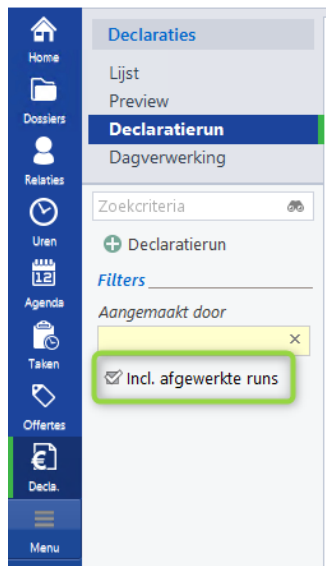 Home
Dossiers
Relaties
Uren
12
Agenda
Taken
Offertes
€
Decla.
Menu
Declaraties
Lijst
Preview
Declaratierun
Dagverwerking
Zoekcriteria
Declaratierun
Filters
Aangemaakt door
Incl. afgewerkte runs